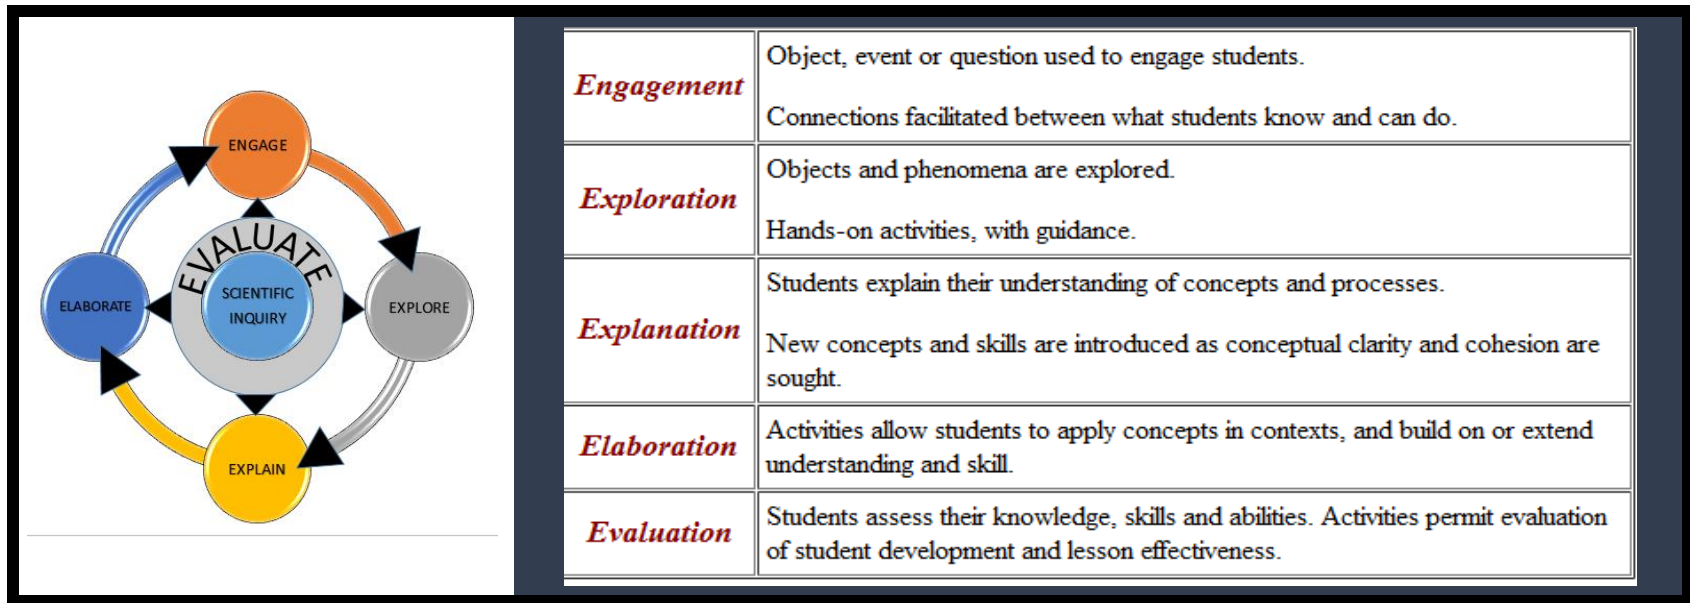 ENGAGE
EVALUATE
SCIENTIFIC
INQUIRY
ELABORATE
EXPLORE
EXPLAIN
Engagement
Object, event or question used to engage students.
Connections facilitated between what students know and can do.
Exploration
Objects and phenomena are explored.
Hands-on activities, with guidance.
Explanation
Students explain their understanding of concepts and processes.
New concepts and skills are introduced as conceptual clarity and cohesion are
sought.
Elaboration
Activities allow students to apply concepts in contexts, and build on or extend
understanding and skill.
Evaluation
Students assess their knowledge, skills and abilities. Activities permit evaluation
of student development and lesson effectiveness.